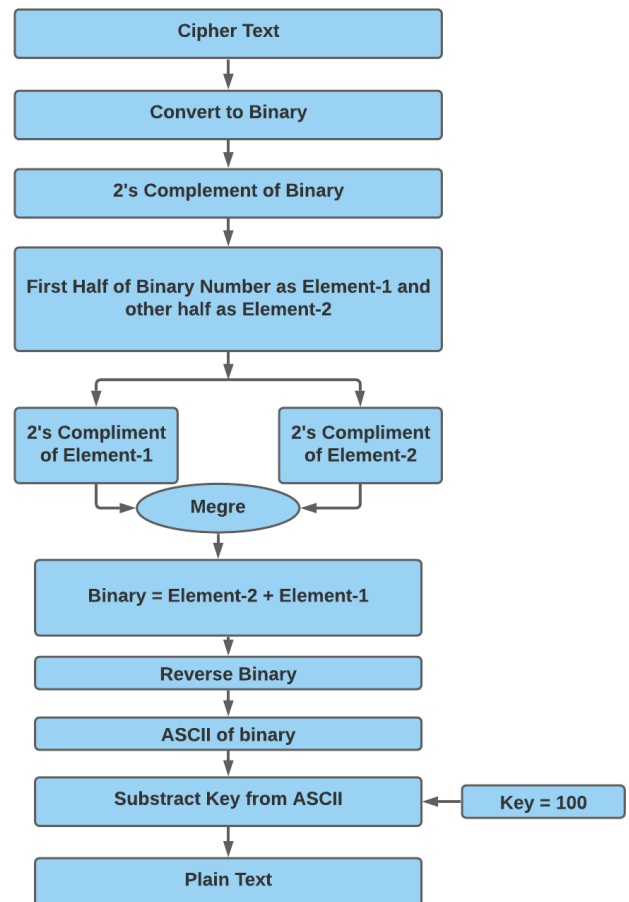 Cipher Text
Convert to Binary
2's Complement of Binary
First Half of Binary Number as Element-1 and
other half as Element-2
2's Compliment
of Element-1
2's Compliment
of Element-2
Megre
Binary = Element-2 + Element-1
Reverse Binary
ASCII of binary
Substract Key from ASCII
Key = 100
Plain Text